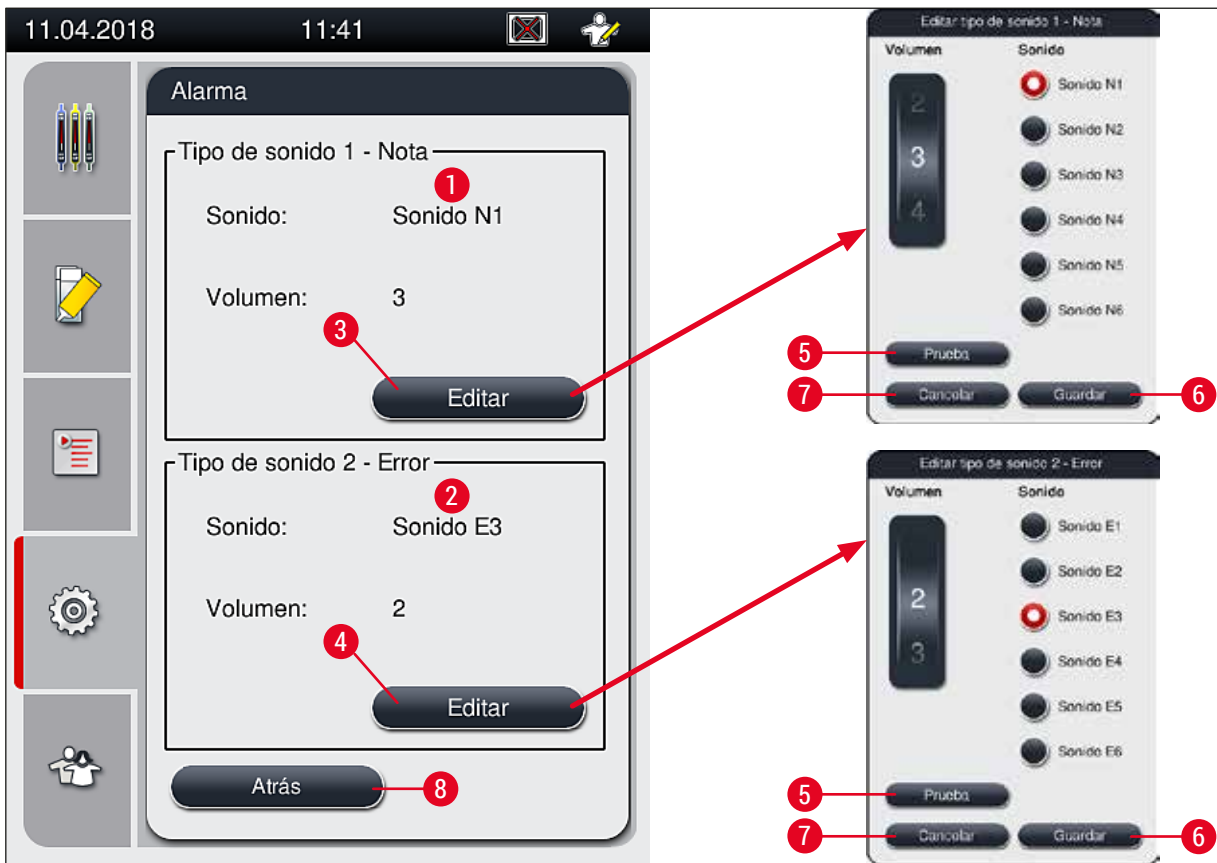 11.04.2018 11:41
Alarma
Tipo de sonido 1 - Nota
1
Sonido: Sonido N1
Volumen: 3
3
Editar
Tipo de sonido 2 - Error
2
Sonido: Sonido E3
Volumen: 2
4
Editar
Atrás
8
Editar tipo de sonido 1 - Nota
Volumen Sonido
2
3
4
Sonido N1
Sonido N2
Sonido N3
Sonido N4
Sonido N5
Sonido N6
5
Prueba
7
Cancelar Guardar
6
Editar tipo de sonido 2 - Error
Volumen Sonido
2
3
Sonido E1
Sonido E2
Sonido E3
Sonido E4
Sonido E5
Sonido E6
5
Prueba
7
Cancelar Guardar
6